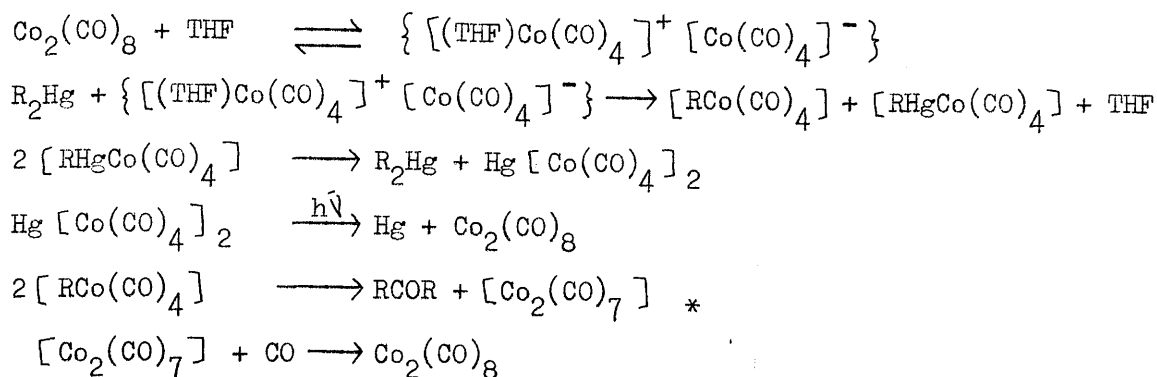 Co₂(CO)₈ + THF ⇌ { [(THF)Co(CO)₄]⁺ [Co(CO)₄]⁻ }
R₂Hg + { [(THF)Co(CO)₄]⁺ [Co(CO)₄]⁻ } ⟶ [RCo(CO)₄] + [RHgCo(CO)₄] + THF
2 [RHgCo(CO)₄] ⟶ R₂Hg + Hg [Co(CO)₄]₂
Hg [Co(CO)₄]₂ hν⟶ Hg + Co₂(CO)₈
2 [RCo(CO)₄] ⟶ RCOR + [Co₂(CO)₇] *
[Co₂(CO)₇] + CO ⟶ Co₂(CO)₈